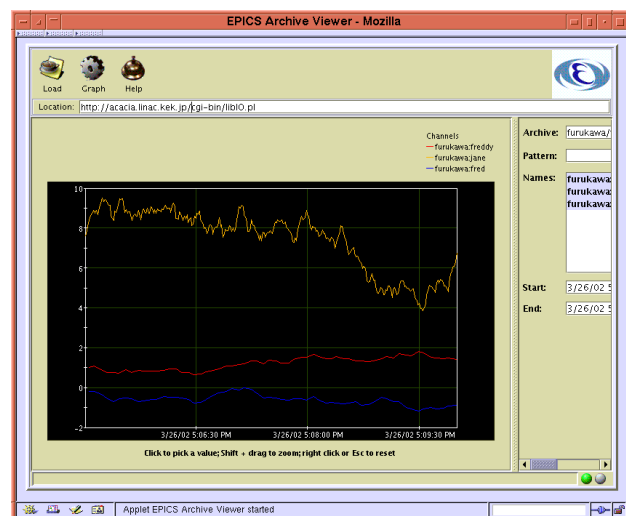 EPICS Archive Viewer - Mozilla
Load Graph Help
Location: http://acacia.linac.kek.jp/cgi-bin/libIO.pl
Channels
furukawa:freddy
furukawa:jane
furukawa:fred
10
8
6
4
2
0
-2
3/26/02 5:06:30 PM 3/26/02 5:08:00 PM 3/26/02 5:09:30 PM
Click to pick a value; Shift + drag to zoom; right click or Esc to reset
Archive: furukawa/
Pattern:
Names: furukawa:
furukawa:
furukawa:
Start: 3/26/02 5
End: 3/26/02 5
Applet EPICS Archive Viewer started